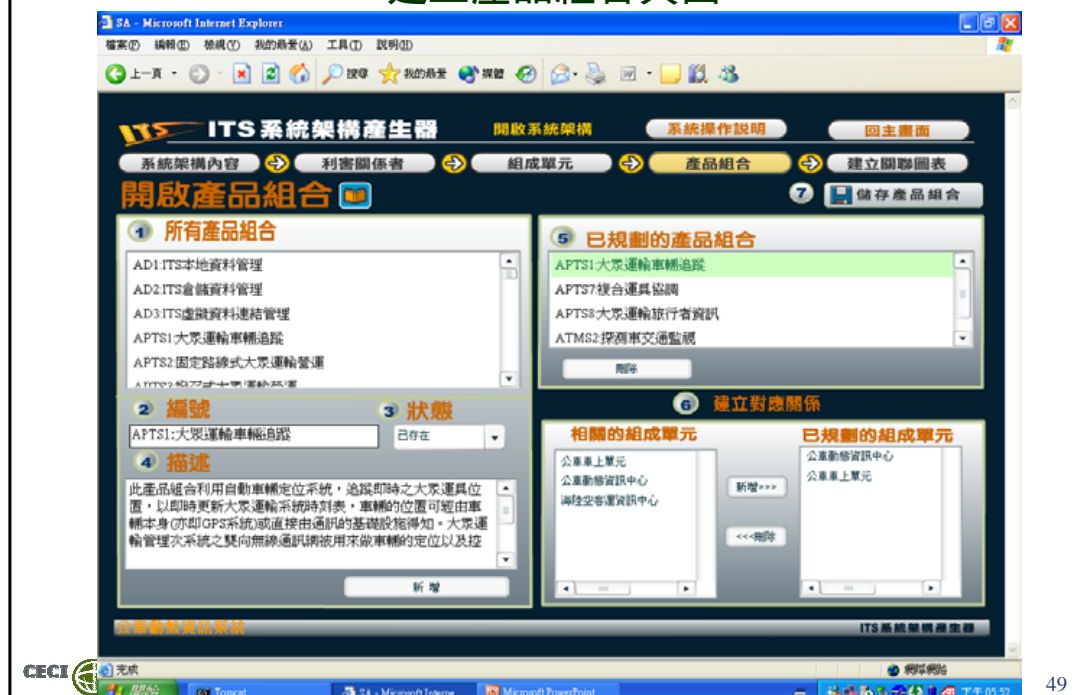 SA - Microsoft Internet Explorer
檔案(F) 編輯(E) 檢視(V) 我的最愛(A) 工具(T) 說明(H)
上一頁 搜尋 我的最愛 媒體
ITS ITS 系統架構產生器 開啟系統架構 系統操作說明 回主畫面
系統架構內容 利害關係者 組成單元 產品組合 建立關聯圖表
開啟產品組合 7 儲存產品組合
1 所有產品組合
AD1:ITS本地資料管理
AD2:ITS倉儲資料管理
AD3:ITS虛擬資料連結管理
APTS1:大眾運輸車輛追蹤
APTS2:固定路線式大眾運輸營運
2 編號
3 狀態
APTS1:大眾運輸車輛追蹤
已存在
4 描述
此產品組合利用自動車輛定位系統，追蹤即時之大眾運具位
置，以即時更新大眾運輸系統時刻表，車輛的位置可經由車
輛本身(亦即GPS系統)或直接由通訊的基礎設施得知。大眾運
輸管理次系統之雙向無線通訊網被用來做車輛的定位以及控
新 增
5 已規劃的產品組合
APTS1:大眾運輸車輛追蹤
APTS7:複合運具協調
APTS8:大眾運輸旅行者資訊
ATMS2:探測車交通監視
刪除
6 建立對應關係
相關的組成單元
公車車上單元
公車動態資訊中心
海陸空客運資訊中心
新增>>>
<<<刪除
已規劃的組成單元
公車動態資訊中心
公車車上單元
公車動態資訊系統
ITS系統架構產生器
完成
網際網路
CECI
開始 Tomcat SA - Microsoft Interne... Microsoft PowerPoint ... 下午 05:52
49